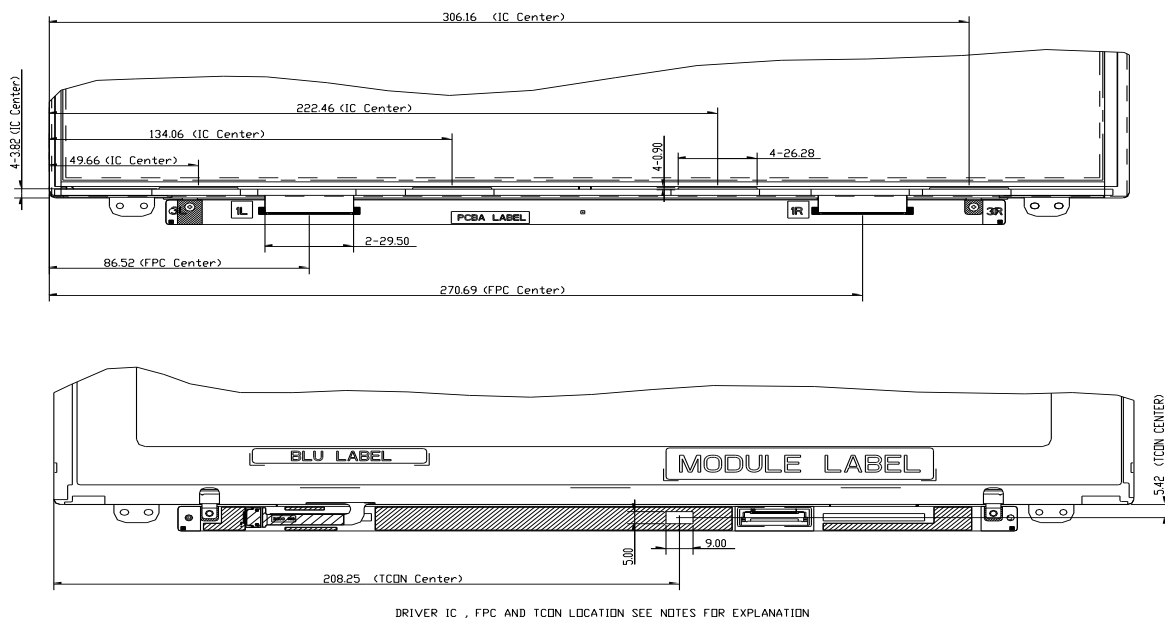 306.16 (IC Center)
222.46 (IC Center)
134.06 (IC Center)
49.66 (IC Center)
4-3.82 (IC Center)
4-0.90
4-26.28
3L
1L
PCBA LABEL
1R
3R
2-29.50
86.52 (FPC Center)
270.69 (FPC Center)
BLU LABEL
MODULE LABEL
5.42 (TCON CENTER)
5.00
9.00
208.25 (TCON Center)
DRIVER IC , FPC AND TCON LOCATION SEE NOTES FOR EXPLANATION